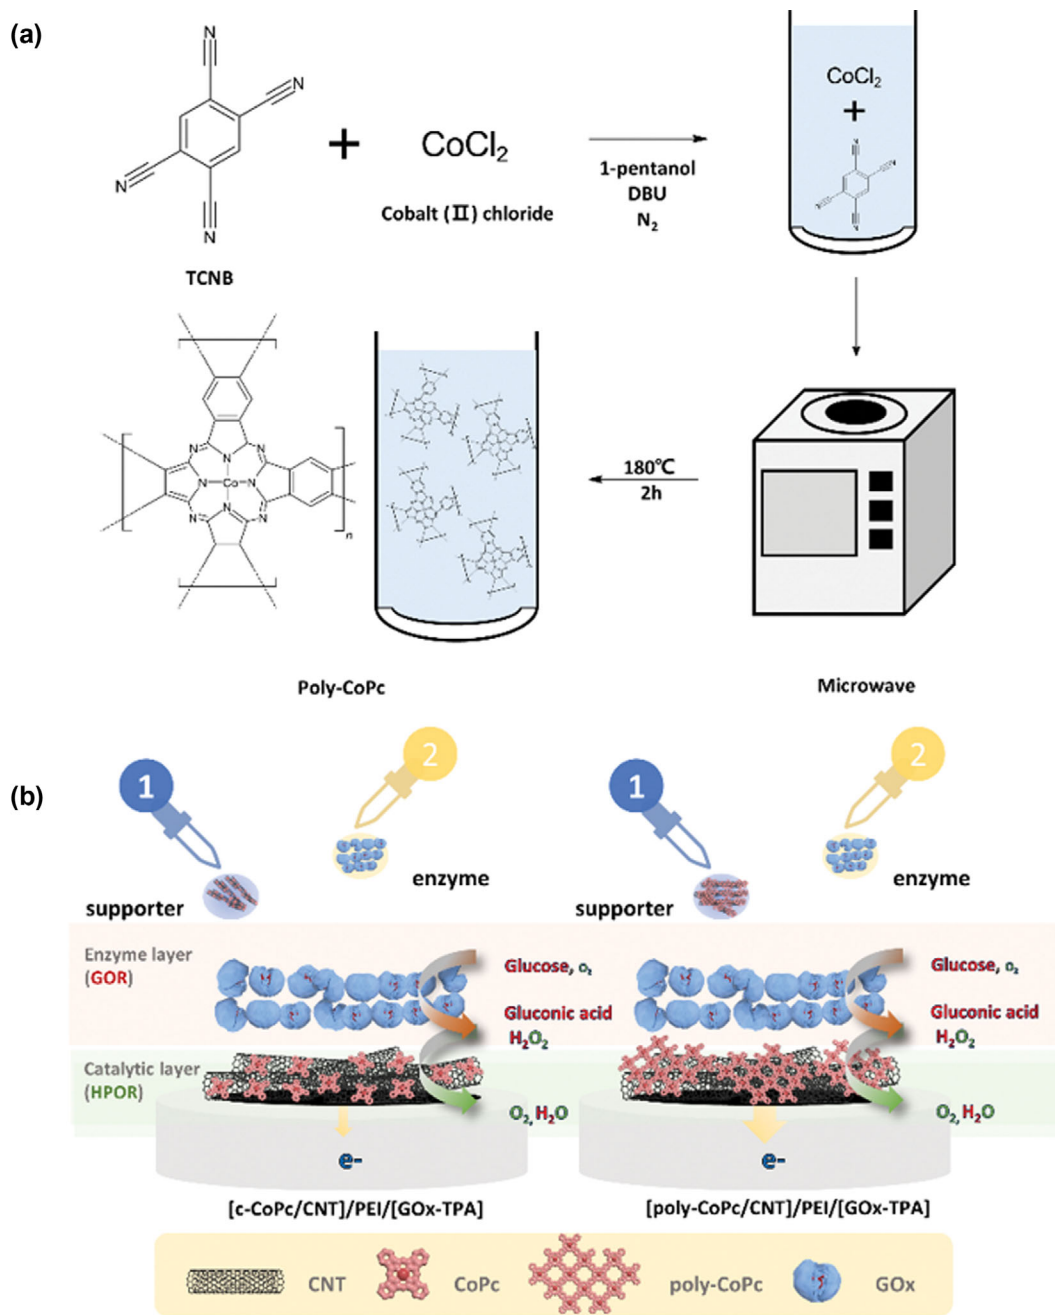 (a)
N
N
N
N
TCNB
+
CoCl2
Cobalt (II) chloride
1-pentanol
DBU
N2
CoCl2
+
N
N
N
N
N
N
N
N
N
N
N
N
Co
n
180℃
2h
Poly-CoPc
Microwave
(b)
1
2
supporter
enzyme
1
2
supporter
enzyme
Enzyme layer
(GOR)
Glucose, O2
Gluconic acid
H2O2
Glucose, O2
Gluconic acid
H2O2
Catalytic layer
(HPOR)
O2, H2O
O2, H2O
e-
e-
[c-CoPc/CNT]/PEI/[GOx-TPA]
[poly-CoPc/CNT]/PEI/[GOx-TPA]
CNT
CoPc
poly-CoPc
GOx